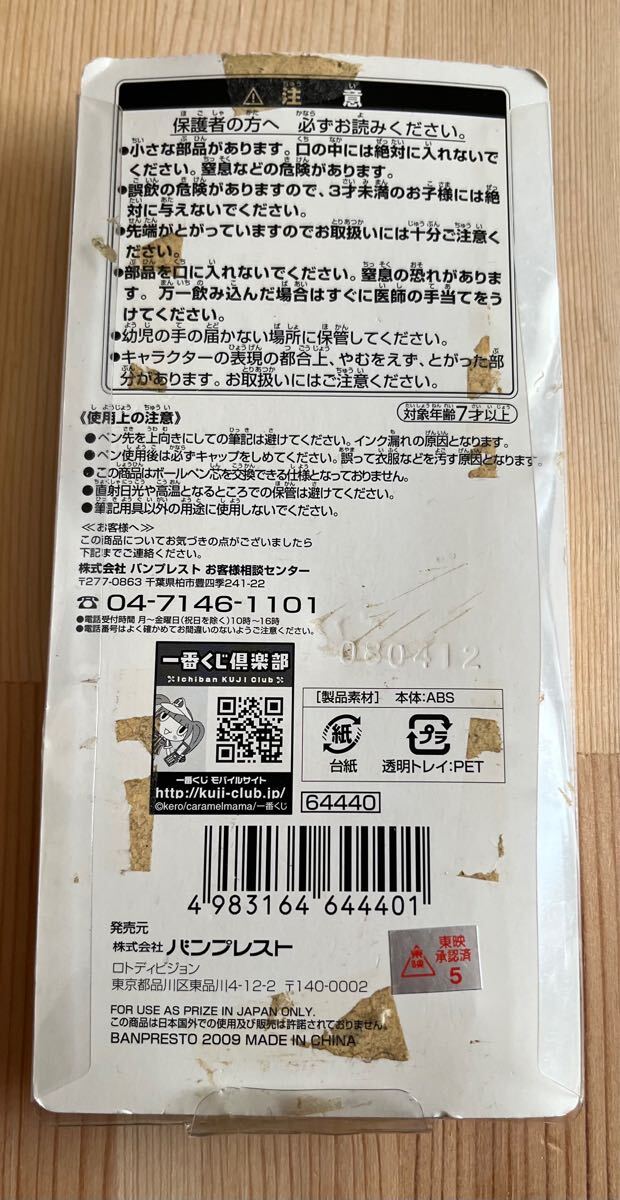 ⚠ 注意
保護者の方へ 必ずお読みください。
●小さな部品があります。口の中には絶対に入れないで
ください。窒息などの危険があります。
●誤飲の危険がありますので、3才未満のお子様には絶
対に与えないでください。
●先端がとがっていますのでお取扱いには十分ご注意く
ださい。
●部品を口に入れないでください。窒息の恐れがありま
す。万一飲み込んだ場合はすぐに医師の手当てをう
けてください。
●幼児の手の届かない場所に保管してください。
●キャラクターの表現の都合上、やむをえず、とがった部
分があります。お取扱いにはご注意ください。
《使用上の注意》
対象年齢7才以上
●ペン先を上向きにしての筆記は避けてください。インク漏れの原因となります。
●ペン使用後は必ずキャップをしめてください。誤って衣服などを汚す原因となります。
●この商品はボールペン芯を交換できる仕様となっておりません。
●直射日光や高温となるところでの保管は避けてください。
●筆記用具以外の用途に使用しないでください。
≪お客様へ≫
この商品についてお気づきの点がございましたら
下記までご連絡ください。
株式会社 バンプレスト お客様相談センター
〒277-0863 千葉県柏市豊四季241-22
☎ 04-7146-1101
●電話受付時間 月〜金曜日(祝日を除く)10時〜16時
●電話番号はよく確かめてお間違いのないようご注意ください。
080412
一番くじ倶楽部
Ichiban KUJI Club
一番くじ モバイルサイト
http://kuji-club.jp/
©kero/caramelmama/一番くじ
[製品素材] 本体:ABS
紙
台紙
プラ
透明トレイ:PET
64440
4 983164 644401
発売元
株式会社 バンプレスト
ロトディビジョン
東京都品川区東品川4-12-2 〒140-0002
東映
承認済
5
東映
FOR USE AS PRIZE IN JAPAN ONLY.
この商品は日本国外での使用及び販売は許諾されておりません。
BANPRESTO 2009 MADE IN CHINA